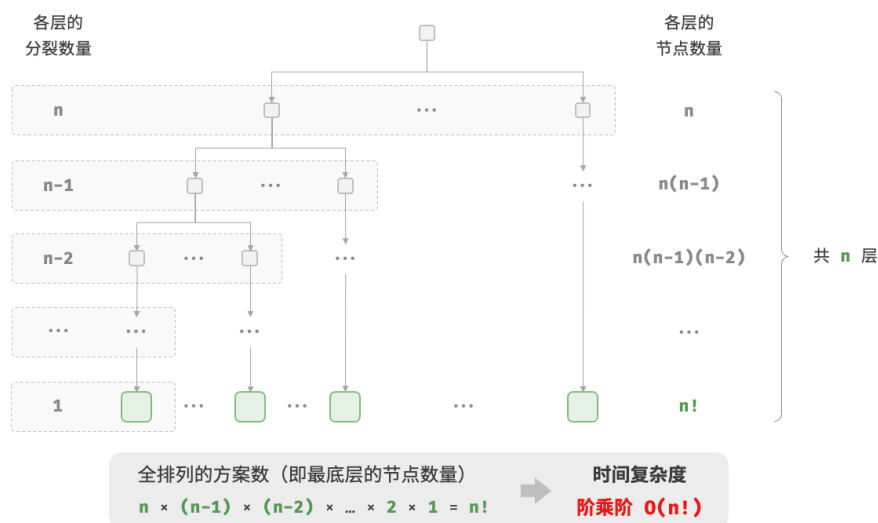 各层的
分裂数量
各层的
节点数量
n
...
n
n-1
...
...
n(n-1)
n-2
...
...
n(n-1)(n-2)
共 n 层
...
...
...
...
1
...
...
...
n!
全排列的方案数（即最底层的节点数量）
时间复杂度
n × (n-1) × (n-2) × … × 2 × 1 = n!
阶乘阶 O(n!)